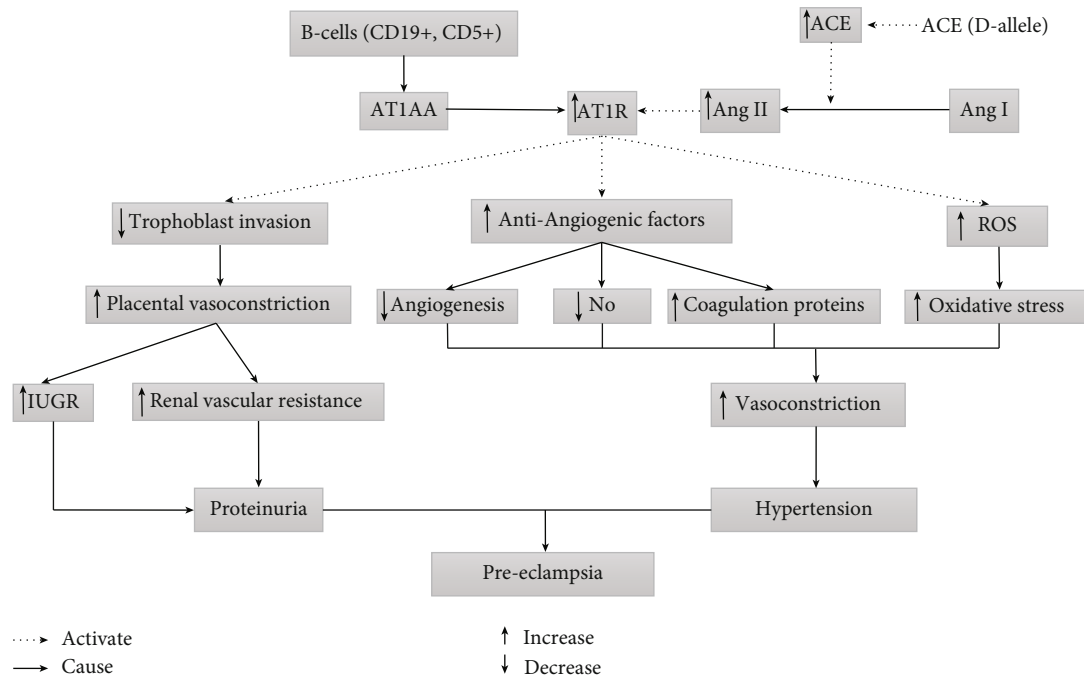 B-cells (CD19+, CD5+)
↑ACE
ACE (D-allele)
AT1AA
↑AT1R
↑Ang II
Ang I
↓Trophoblast invasion
↑Anti-Angiogenic factors
↑ROS
↑Placental vasoconstriction
↓Angiogenesis
↓No
↑Coagulation proteins
↑Oxidative stress
↑IUGR
↑Renal vascular resistance
↑Vasoconstriction
Proteinuria
Hypertension
Pre-eclampsia
Activate
↑ Increase
Cause
↓ Decrease